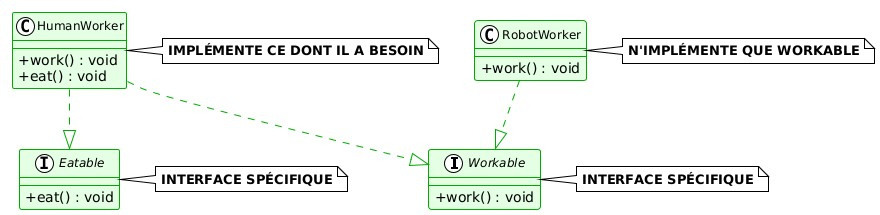 C HumanWorker
+work() : void
+eat() : void
IMPLÉMENTE CE DONT IL A BESOIN
C RobotWorker
+work() : void
N'IMPLÉMENTE QUE WORKABLE
I Eatable
+eat() : void
INTERFACE SPÉCIFIQUE
I Workable
+work() : void
INTERFACE SPÉCIFIQUE